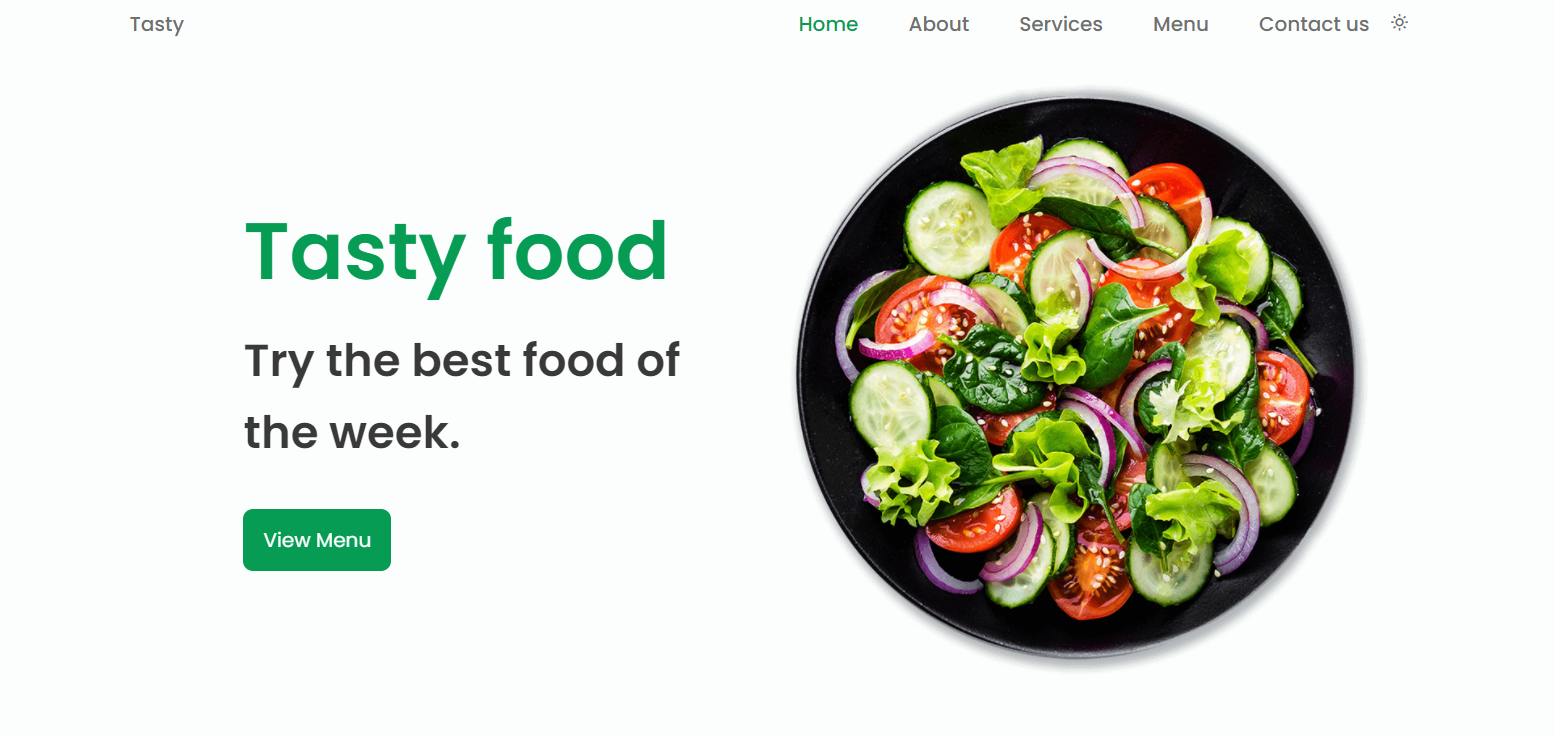 Tasty
Home About Services Menu Contact us
Tasty food
Try the best food of
the week.
View Menu